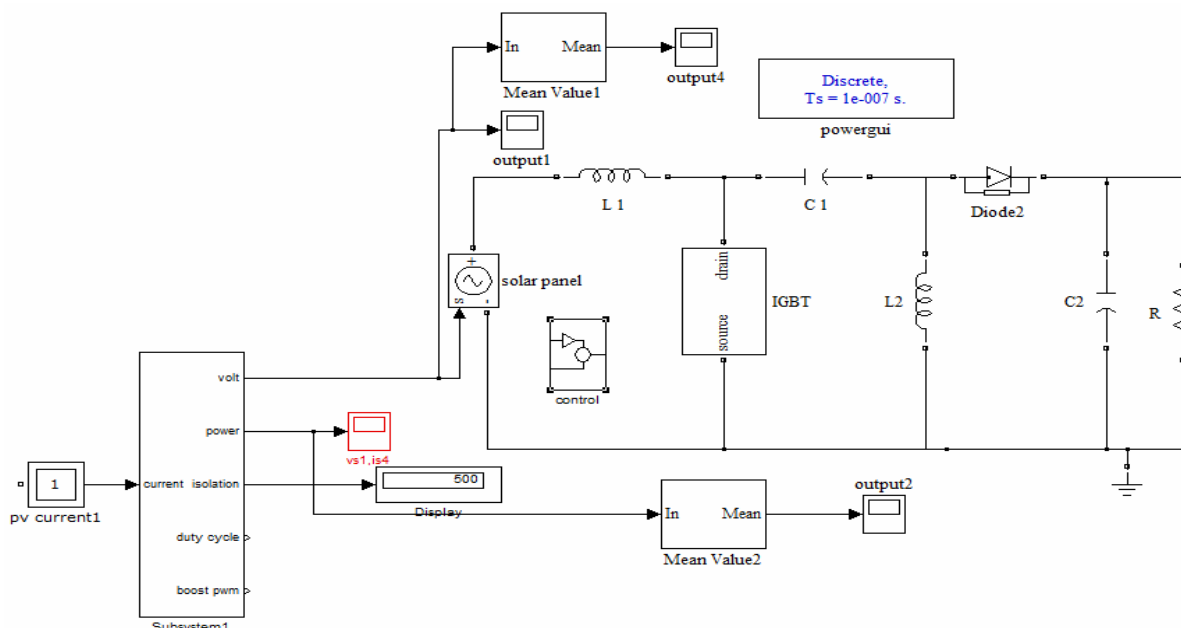 In
Mean
Mean Value1
output4
output1
Discrete,
Ts = 1e-007 s.
powergui
L 1
C 1
Diode2
+
s
-
solar panel
drain
source
IGBT
L2
C2
R
control
volt
power
current isolation
duty cycle
boost pwm
Subsystem1
1
pv current1
vs1,is4
500
Display
In
Mean
Mean Value2
output2